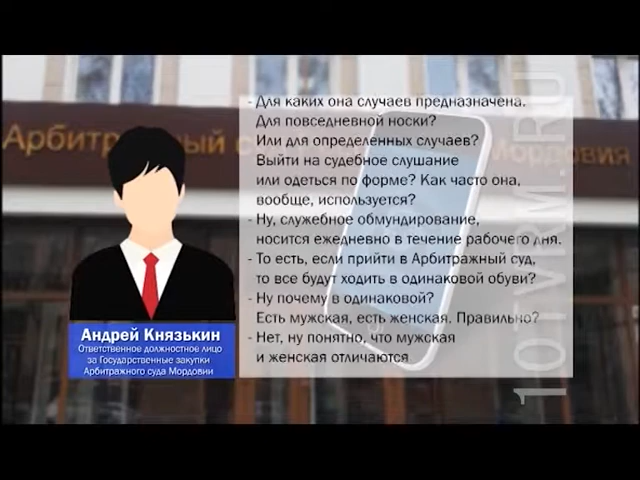 Арбитражный с
Мордовия
- Для каких она случаев предназначена.
Для повседневной носки?
Или для определенных случаев?
Выйти на судебное слушание
или одеться по форме? Как часто она,
вообще, используется?
- Ну, служебное обмундирование,
носится ежедневно в течение рабочего дня.
- То есть, если прийти в Арбитражный суд,
то все будут ходить в одинаковой обуви?
- Ну почему в одинаковой?
Есть мужская, есть женская. Правильно?
- Нет, ну понятно, что мужская
и женская отличаются
Андрей Князькин
Ответственное должностное лицо
за Государственные закупки
Арбитражного суда Мордовии
10TVRM.RU